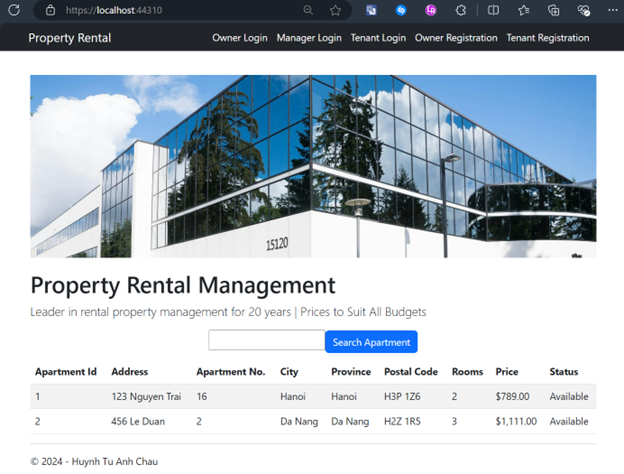 https://localhost:44310
Property Rental Owner Login Manager Login Tenant Login Owner Registration Tenant Registration
15120
Property Rental Management
Leader in rental property management for 20 years | Prices to Suit All Budgets
Search Apartment
Apartment Id Address Apartment No. City Province Postal Code Rooms Price Status
1 123 Nguyen Trai 16 Hanoi Hanoi H3P 1Z6 2 $789.00 Available
2 456 Le Duan 2 Da Nang Da Nang H2Z 1R5 3 $1,111.00 Available
© 2024 - Huynh Tu Anh Chau